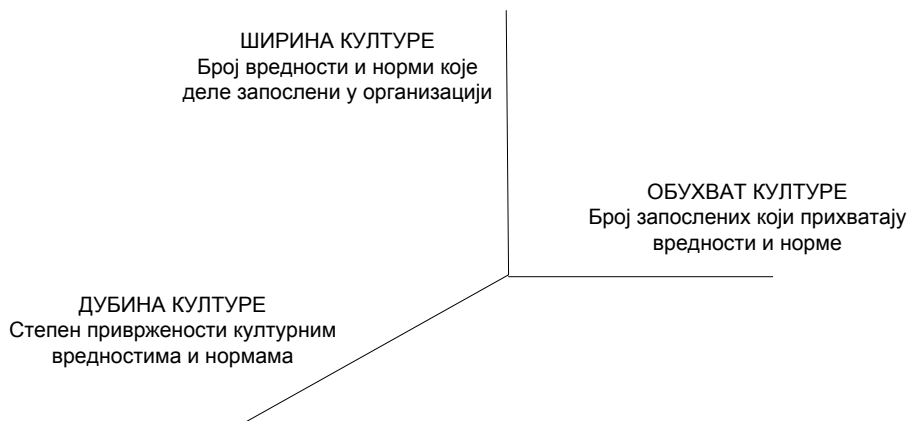 ШИРИНА КУЛТУРЕ
Број вредности и норми које
деле запослени у организацији
ОБУХВАТ КУЛТУРЕ
Број запослених који прихватају
вредности и норме
ДУБИНА КУЛТУРЕ
Степен привржености културним
вредностима и нормама